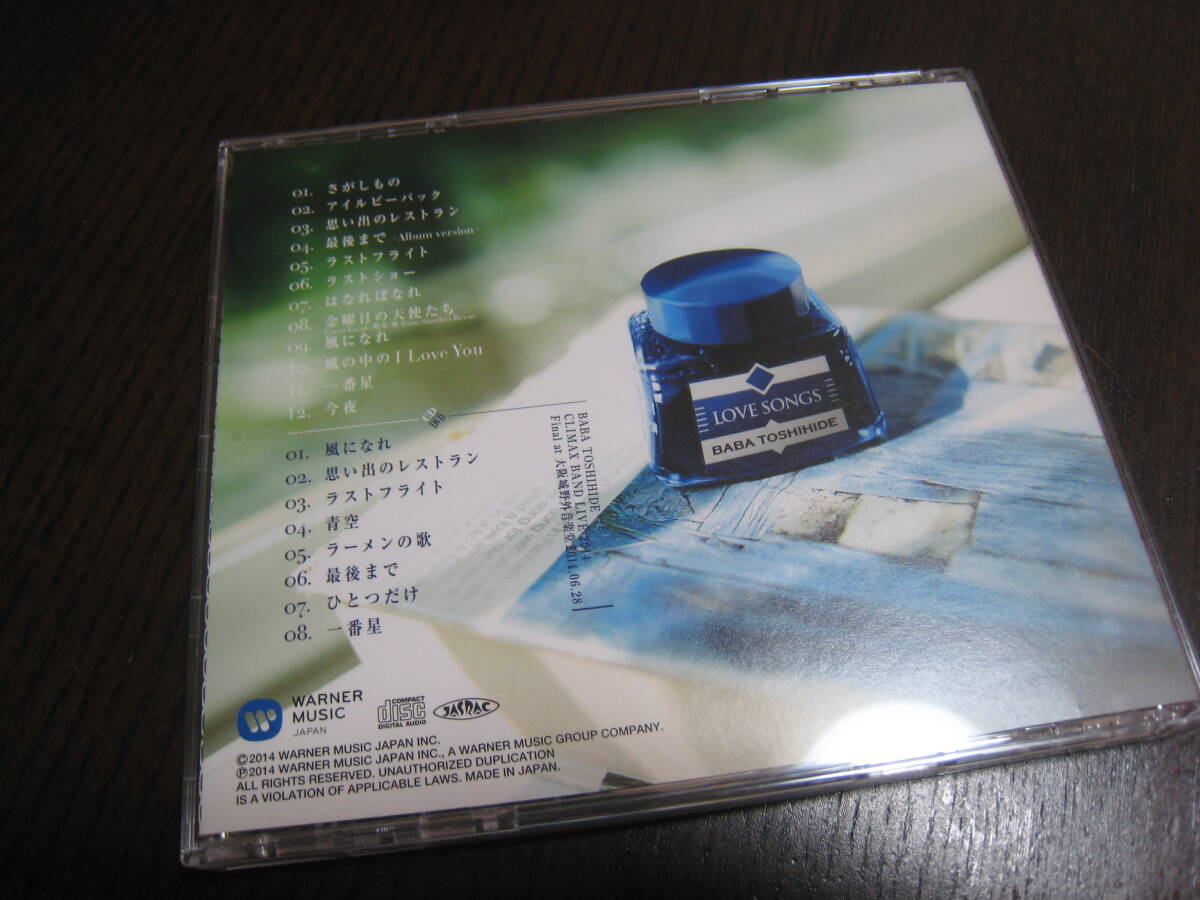 01. さがしもの
02. アイルビーバック
03. 思い出のレストラン
04. 最後まで -Album version-
05. ラストフライト
06. ラストショー
07. はなればなれ
08. 金曜日の天使たち
09. 風になれ
10. 風の中の I Love You
11. 一番星
12. 今夜
CD
DVD
01. 風になれ
02. 思い出のレストラン
03. ラストフライト
04. 青空
05. ラーメンの歌
06. 最後まで
07. ひとつだけ
08. 一番星
BABA TOSHIHIDE
CLIMAX BAND LIVE 2014
Final at 大阪城野外音楽堂 2014.06.28
LOVE SONGS
BABA TOSHIHIDE
WARNER
MUSIC
JAPAN
COMPACT
disc
DIGITAL AUDIO
JASRAC
©2014 WARNER MUSIC JAPAN INC.
℗2014 WARNER MUSIC JAPAN INC., A WARNER MUSIC GROUP COMPANY.
ALL RIGHTS RESERVED. UNAUTHORIZED DUPLICATION
IS A VIOLATION OF APPLICABLE LAWS. MADE IN JAPAN.